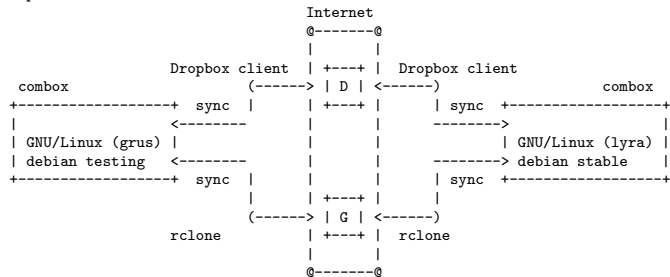 Internet
@-------@
| |
Dropbox client | +---+ | Dropbox client
combox (------> | D | <------) combox
+------------------+ sync | | +---+ | | sync +-----------------+
| <-------- | | --------> |
| GNU/Linux (grus) | | | | GNU/Linux (lyra) |
| debian testing <-------- | | --------> debian stable |
+------------------+ sync | | | | sync +-----------------+
| | +---+ | |
(------> | G | <------)
rclone | +---+ | rclone
| |
@-------@